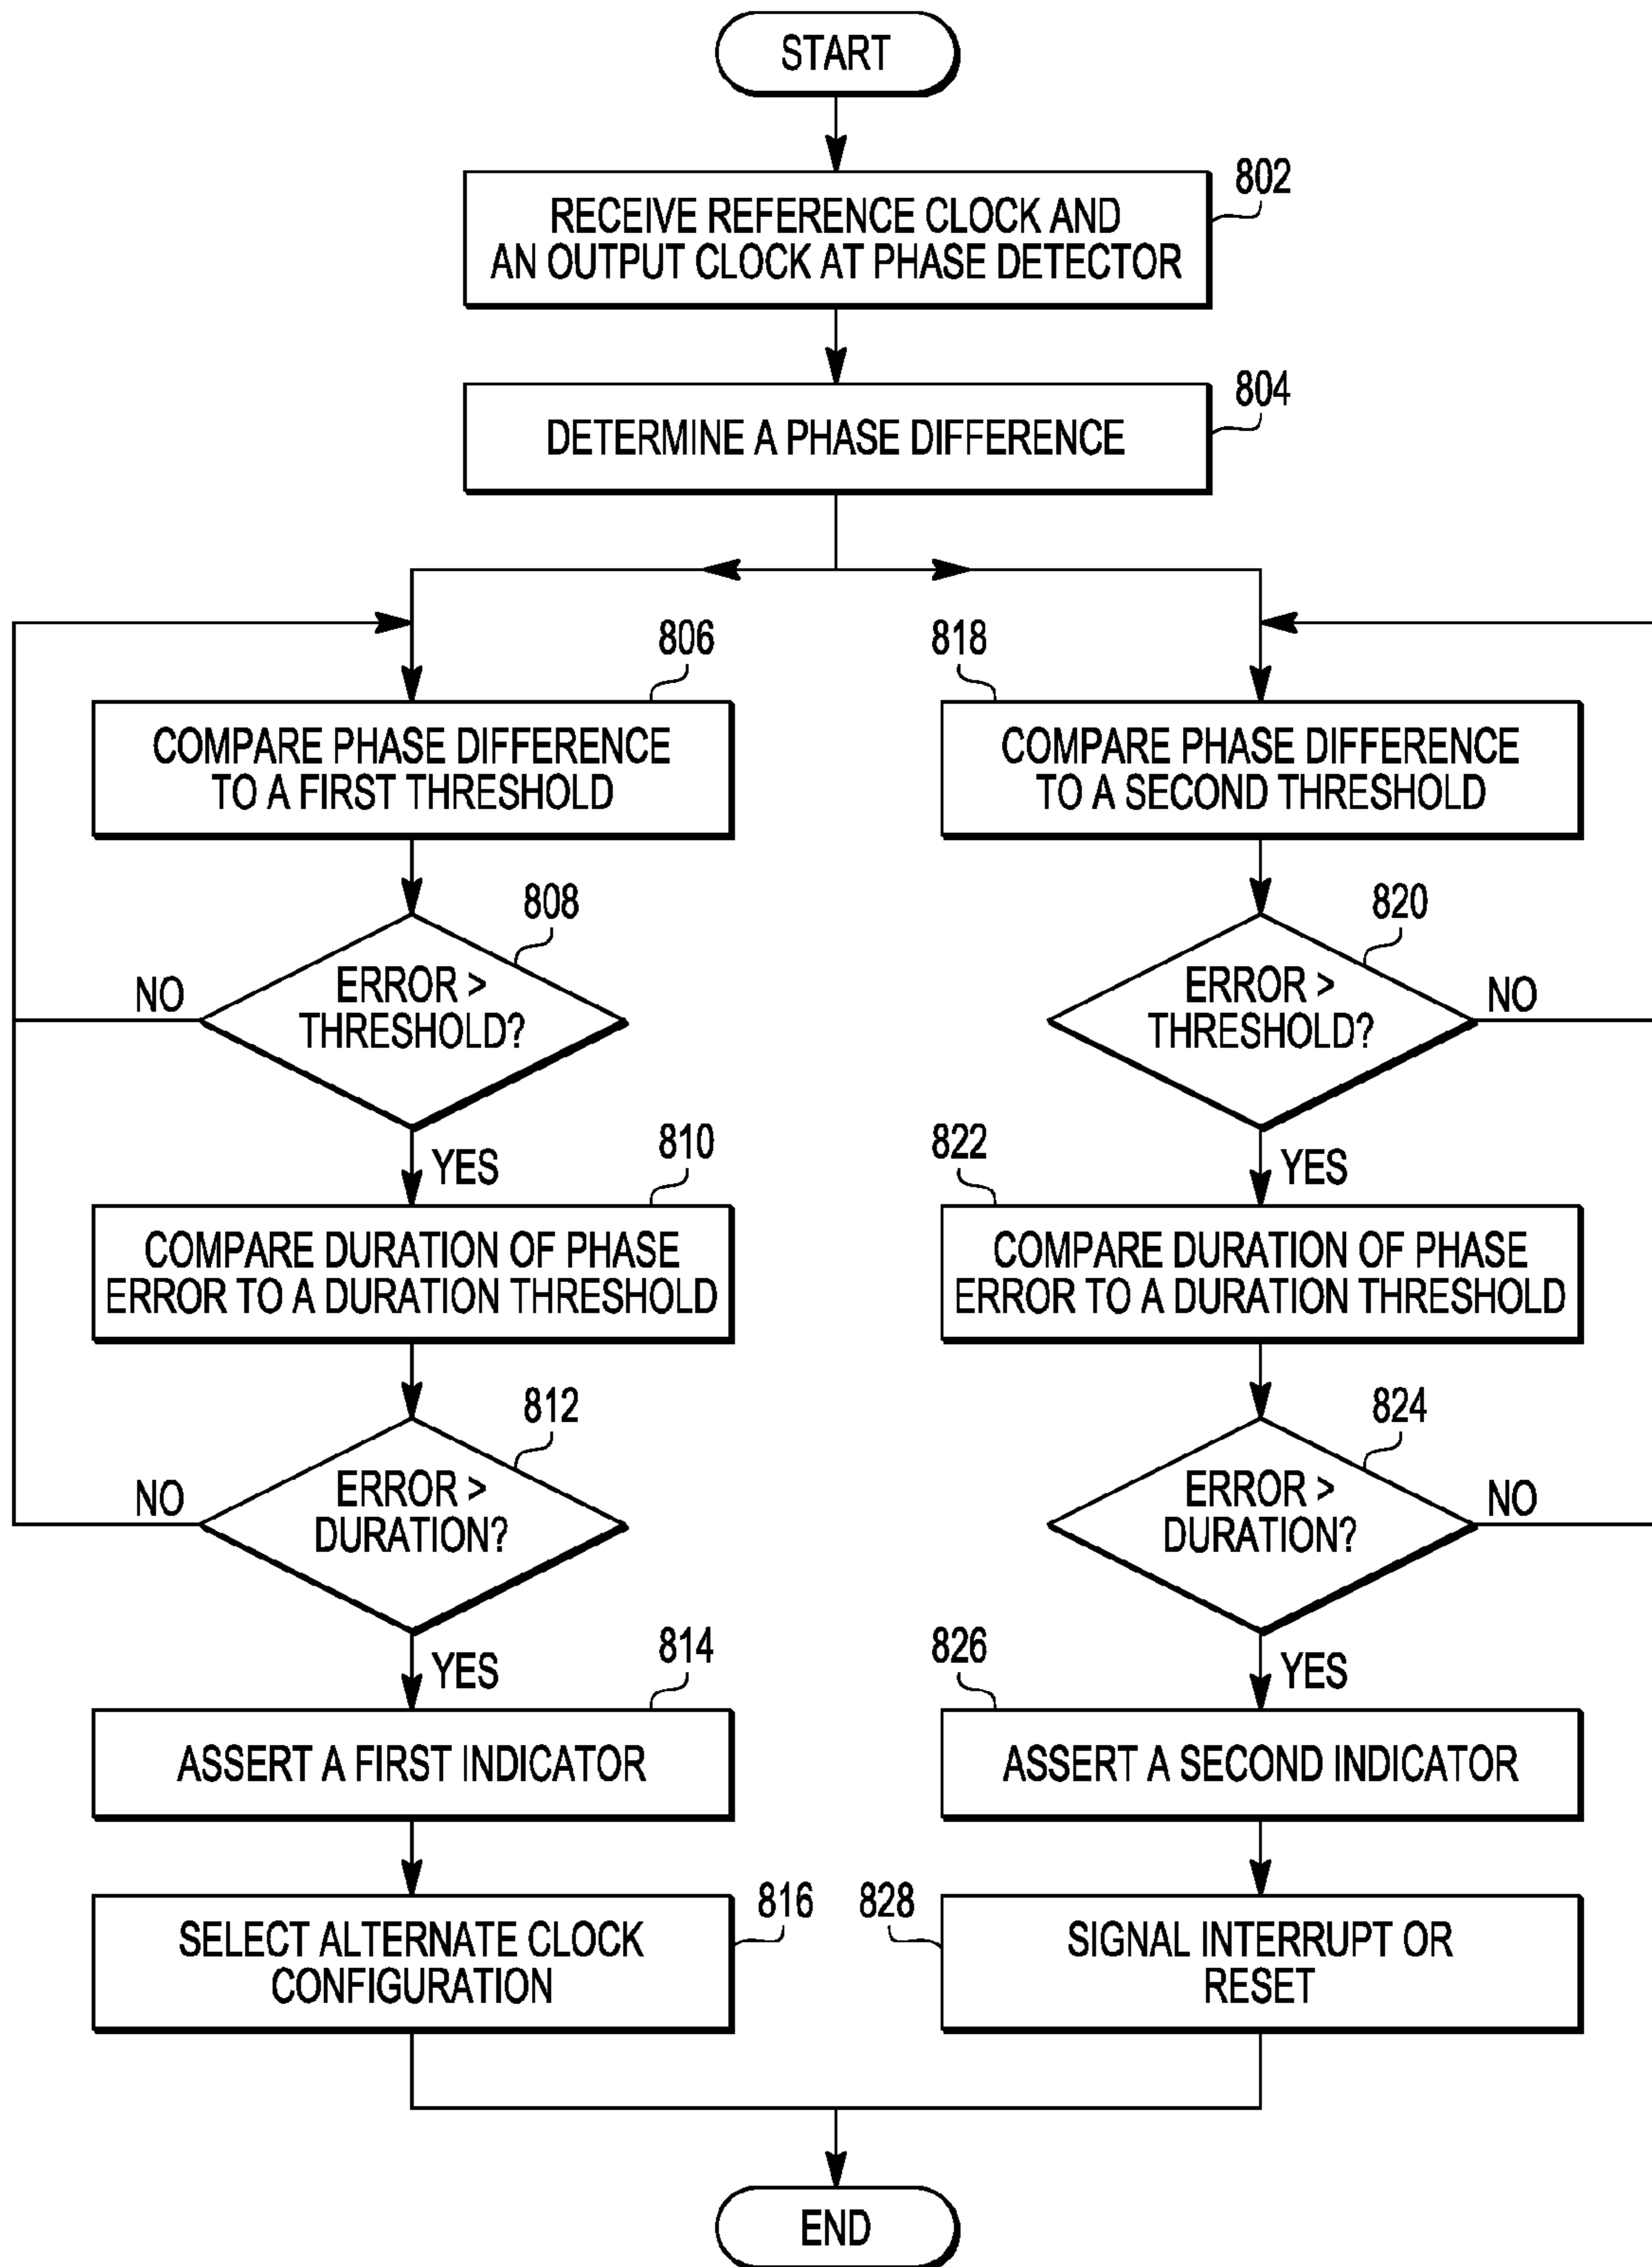 START
802
RECEIVE REFERENCE CLOCK AND
AN OUTPUT CLOCK AT PHASE DETECTOR
804
DETERMINE A PHASE DIFFERENCE
806
COMPARE PHASE DIFFERENCE
TO A FIRST THRESHOLD
808
ERROR >
THRESHOLD?
NO
YES
810
COMPARE DURATION OF PHASE
ERROR TO A DURATION THRESHOLD
812
ERROR >
DURATION?
NO
YES
814
ASSERT A FIRST INDICATOR
816
SELECT ALTERNATE CLOCK
CONFIGURATION
818
COMPARE PHASE DIFFERENCE
TO A SECOND THRESHOLD
820
ERROR >
THRESHOLD?
NO
YES
822
COMPARE DURATION OF PHASE
ERROR TO A DURATION THRESHOLD
824
ERROR >
DURATION?
NO
YES
826
ASSERT A SECOND INDICATOR
828
SIGNAL INTERRUPT OR
RESET
END